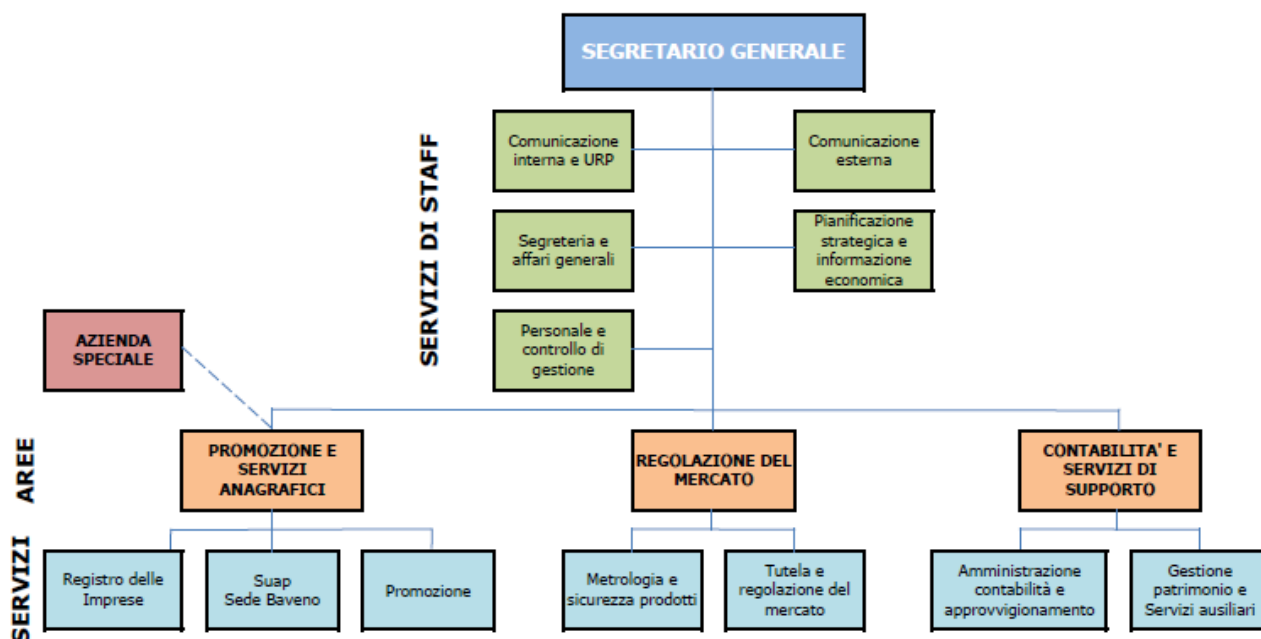 SEGRETARIO GENERALE
SERVIZI DI STAFF
Comunicazione
interna e URP
Comunicazione
esterna
Segreteria e
affari generali
Pianificazione
strategica e
informazione
economica
Personale e
controllo di
gestione
AZIENDA
SPECIALE
AREE
PROMOZIONE E
SERVIZI
ANAGRAFICI
REGOLAZIONE DEL
MERCATO
CONTABILITA' E
SERVIZI DI
SUPPORTO
SERVIZI
Registro delle
Imprese
Suap
Sede Baveno
Promozione
Metrologia e
sicurezza prodotti
Tutela e
regolazione del
mercato
Amministrazione
contabilità e
approvvigionamento
Gestione
patrimonio e
Servizi ausiliari